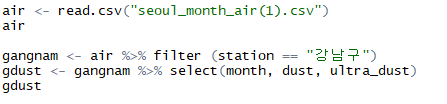 air <- read.csv("seoul_month_air(1).csv")
air
gangnam <- air %>% filter (station == "강남구")
gdust <- gangnam %>% select(month, dust, ultra_dust)
gdust